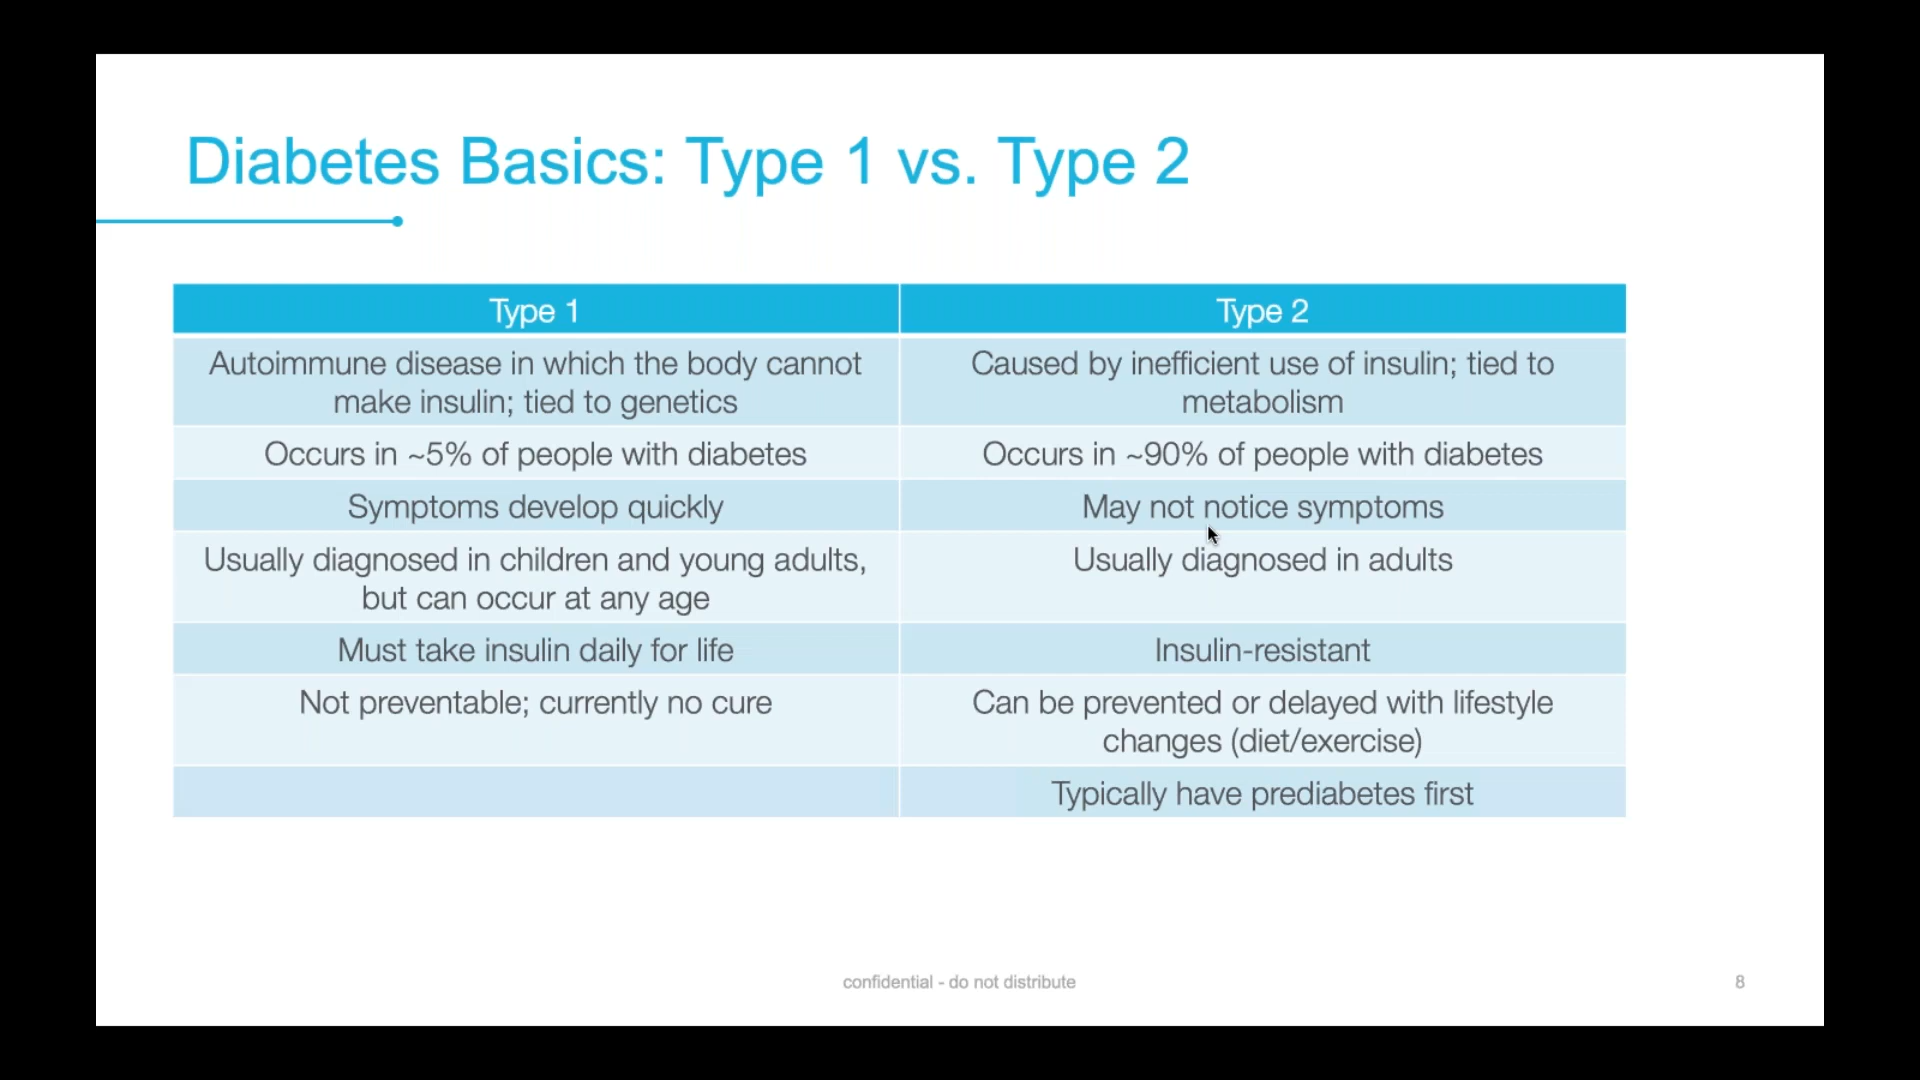 Diabetes Basics: Type 1 vs. Type 2
Type 1
Type 2
Autoimmune disease in which the body cannot
make insulin; tied to genetics
Caused by inefficient use of insulin; tied to
metabolism
Occurs in ~5% of people with diabetes
Occurs in ~90% of people with diabetes
Symptoms develop quickly
May not notice symptoms
Usually diagnosed in children and young adults,
but can occur at any age
Usually diagnosed in adults
Must take insulin daily for life
Insulin-resistant
Not preventable; currently no cure
Can be prevented or delayed with lifestyle
changes (diet/exercise)
Typically have prediabetes first
confidential - do not distribute
8